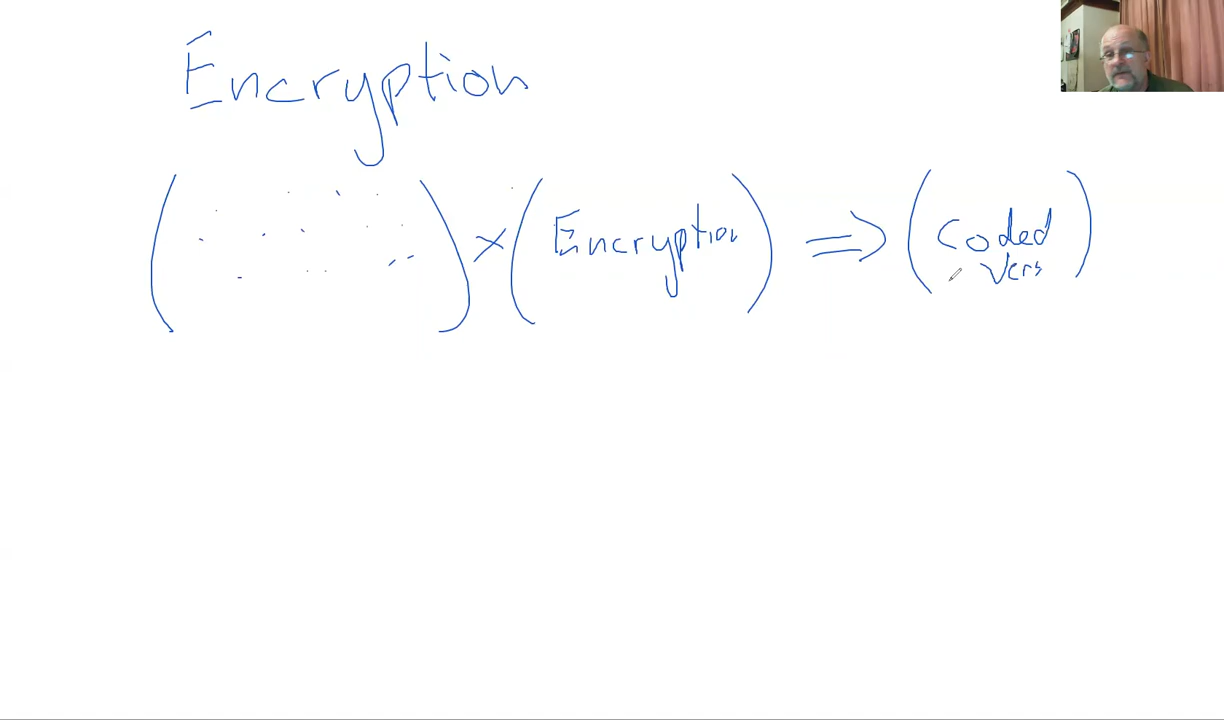 Encryption
( ) × ( Encryption ) ⇒ ( Coded
Vers )